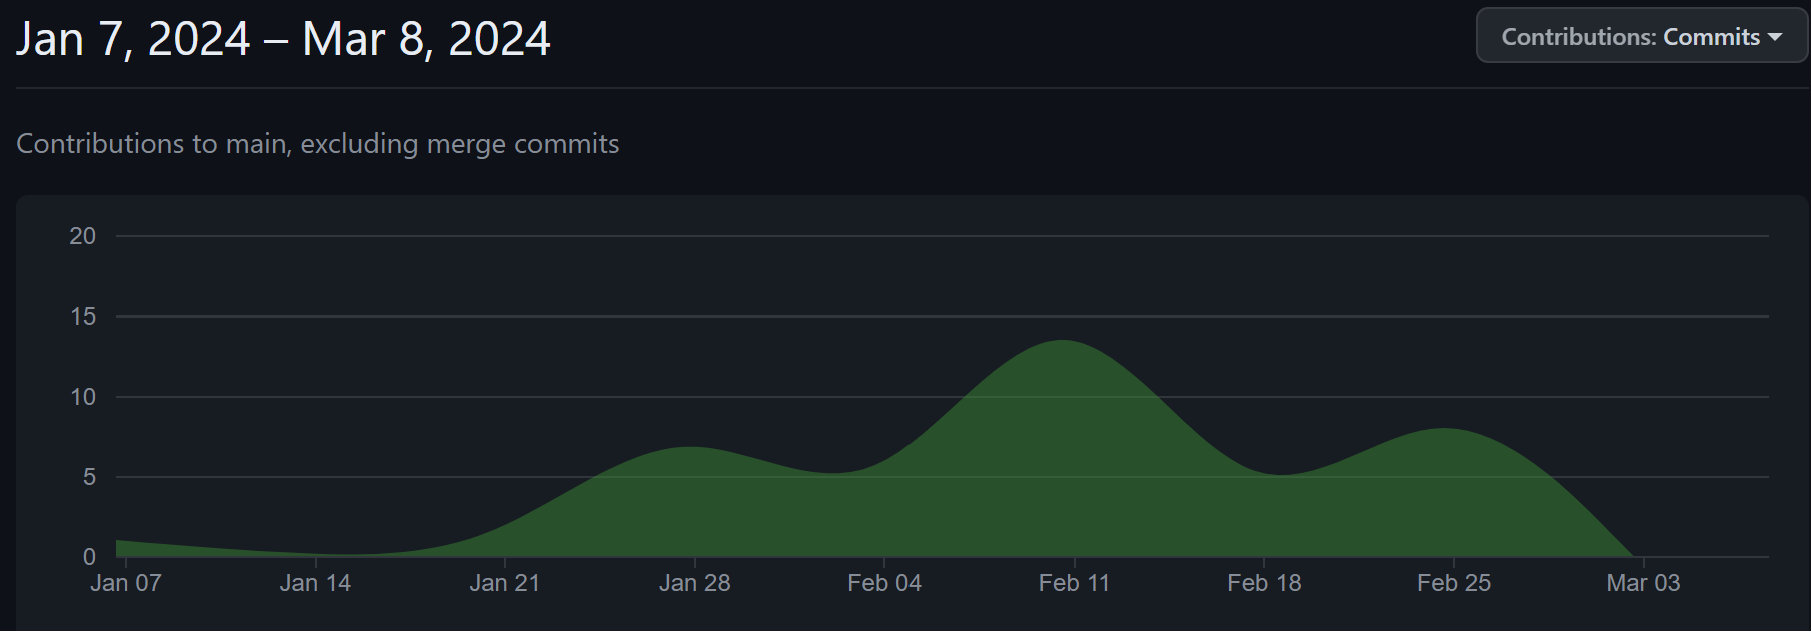 Jan 7, 2024 – Mar 8, 2024
Contributions: Commits
Contributions to main, excluding merge commits
20
15
10
5
0
Jan 07 Jan 14 Jan 21 Jan 28 Feb 04 Feb 11 Feb 18 Feb 25 Mar 03